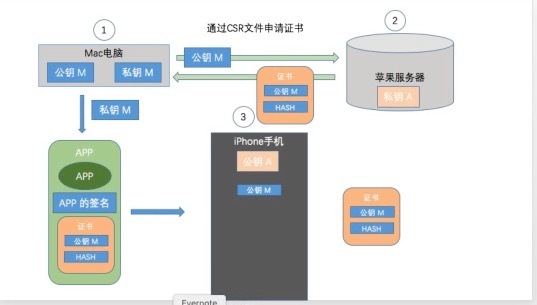 1
通过CSR文件申请证书
2
Mac电脑
公钥 M
私钥 M
公钥 M
苹果服务器
私钥 A
证书
公钥 M
HASH
私钥 M
3
iPhone手机
公钥 A
公钥 M
APP
APP
APP 的签名
证书
公钥 M
HASH
证书
公钥 M
HASH
Evernote